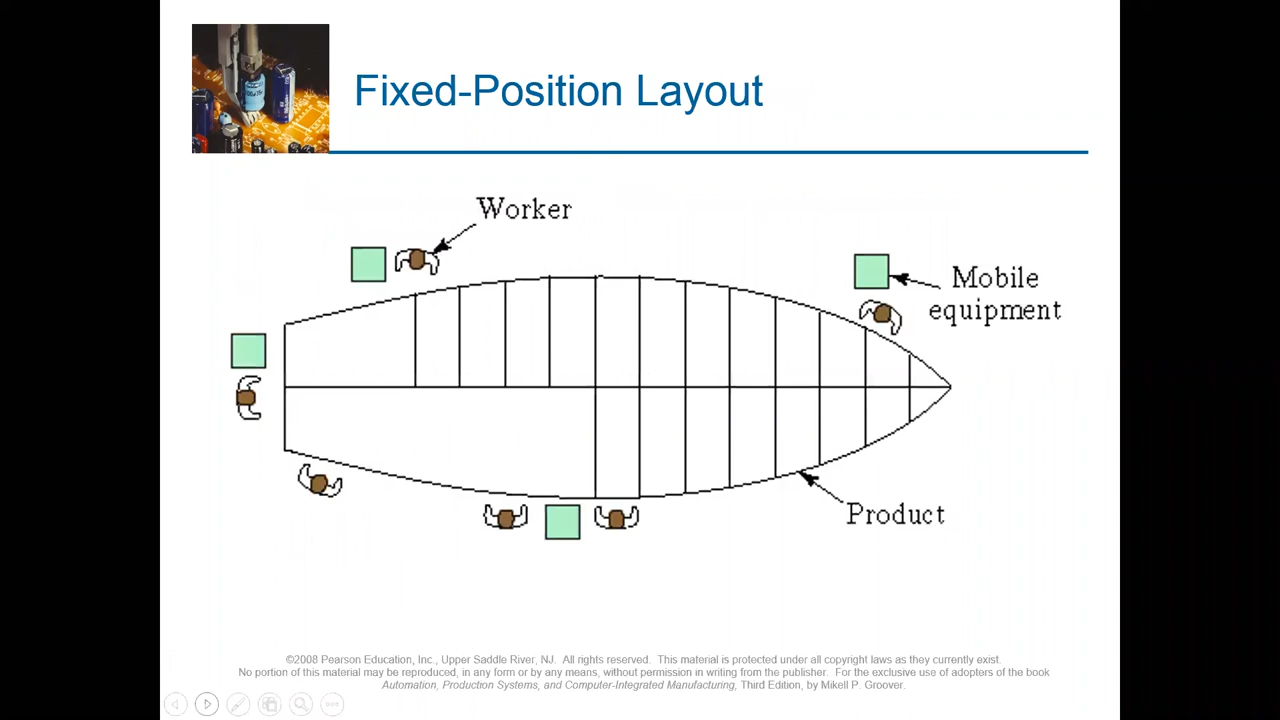 Fixed-Position Layout
Worker
Mobile
equipment
Product
©2008 Pearson Education, Inc., Upper Saddle River, NJ. All rights reserved. This material is protected under all copyright laws as they currently exist.
No portion of this material may be reproduced, in any form or by any means, without permission in writing from the publisher. For the exclusive use of adopters of the book
Automation, Production Systems, and Computer-Integrated Manufacturing, Third Edition, by Mikell P. Groover.